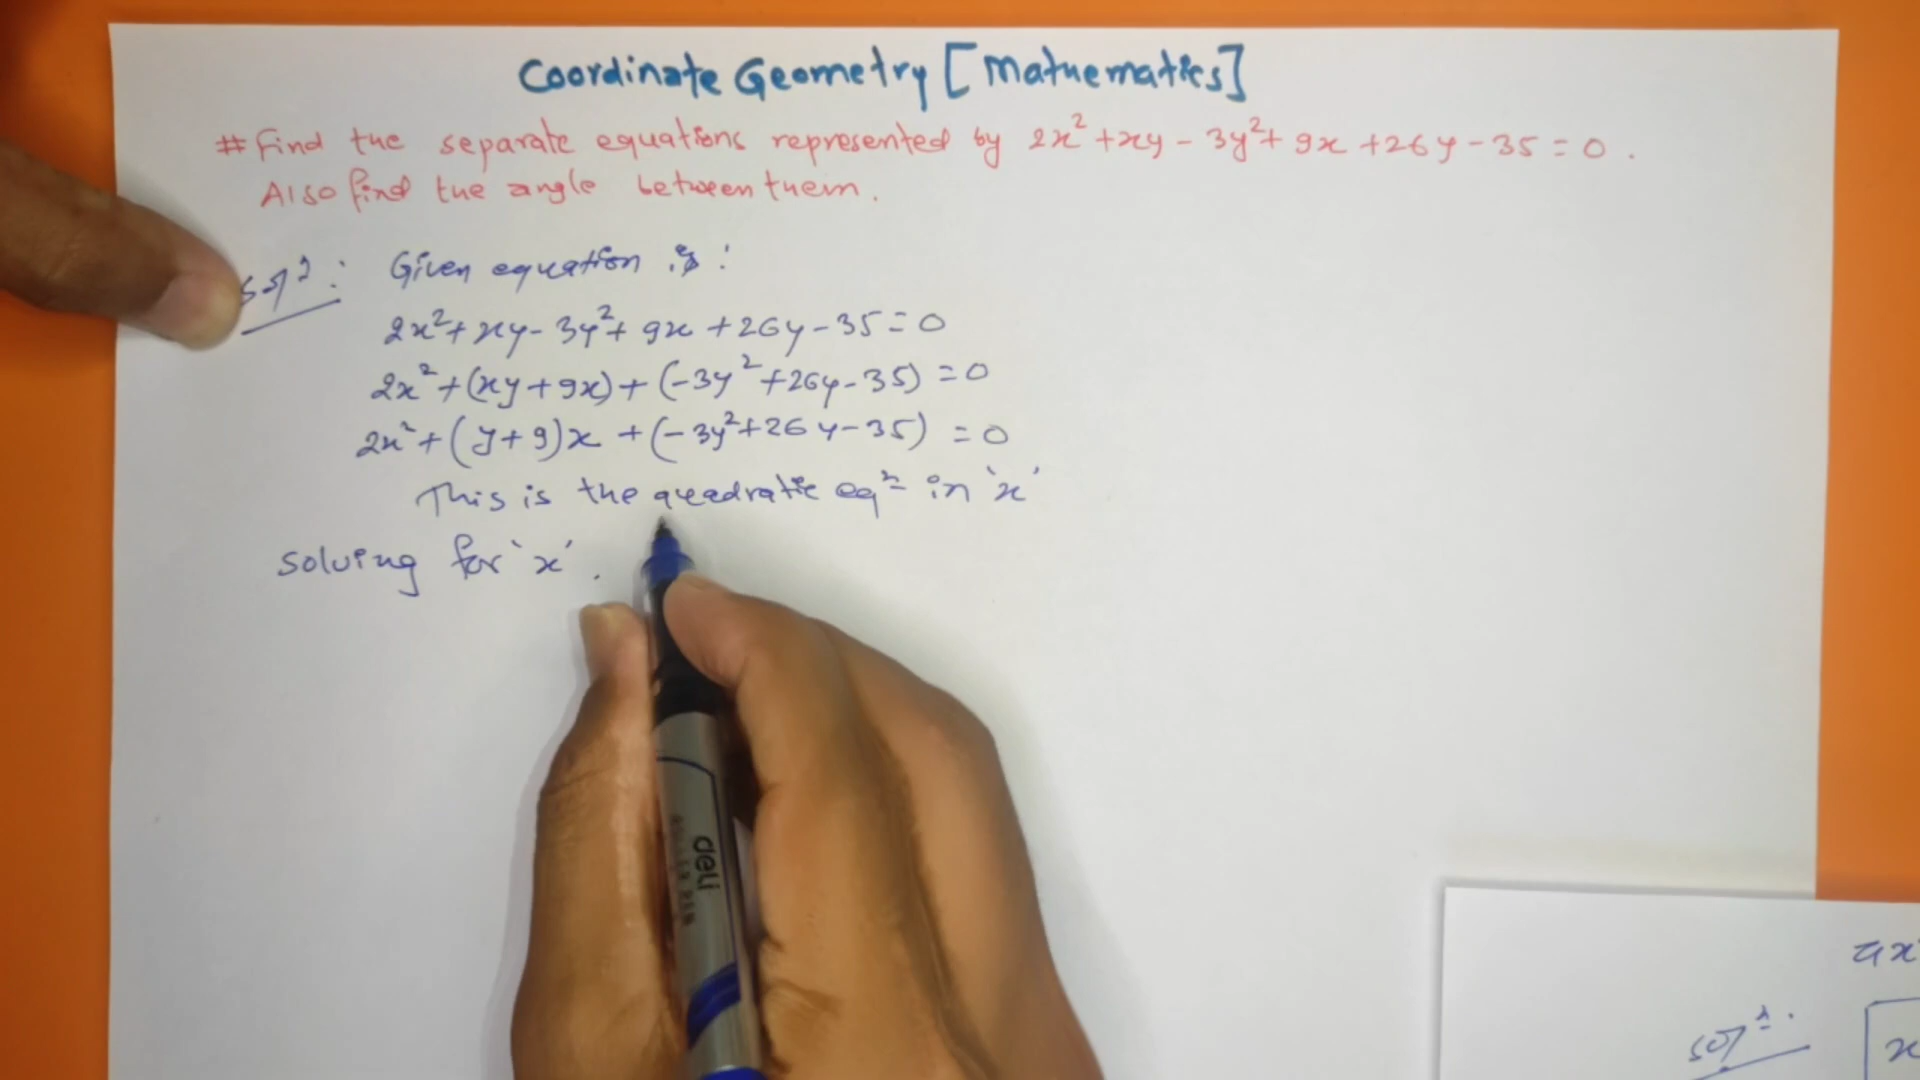 Coordinate Geometry [Mathematics]
# Find the separate equations represented by 2x²+xy-3y²+9x+26y-35=0.
Also find the angle between them.
Solⁿ: Given equation is:
2x²+xy-3y²+9x+26y-35=0
2x²+(xy+9x)+(-3y²+26y-35)=0
2x²+(y+9)x+(-3y²+26y-35)=0
This is the quadratic eqⁿ in 'x'
solving for 'x'.
deli
solⁿ:
x